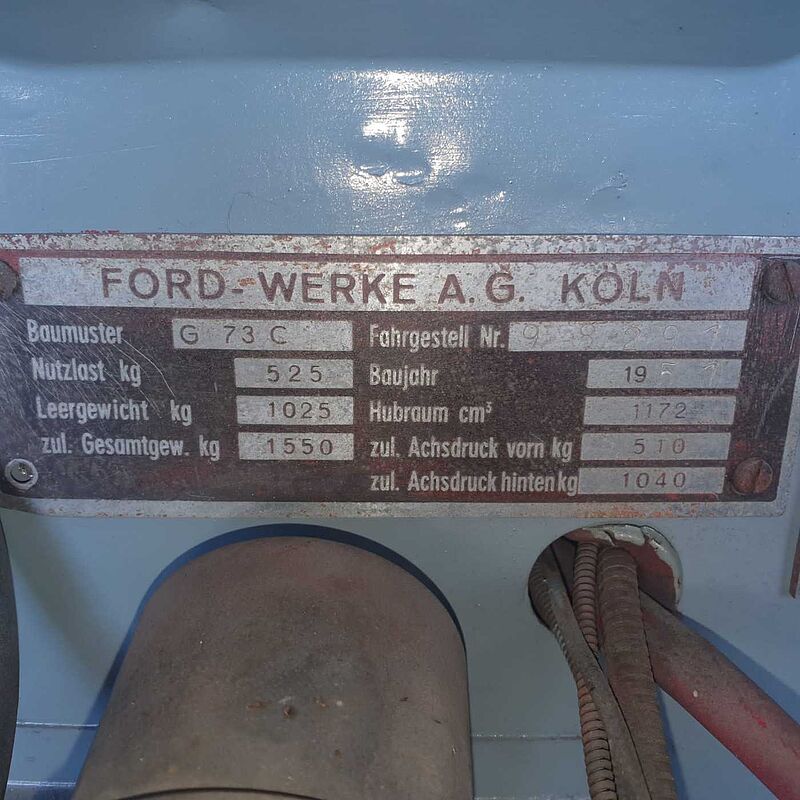 FORD-WERKE A.G. KÖLN
Baumuster G 73 C Fahrgestell Nr.
Nutzlast kg 525 Baujahr 1951
Leergewicht kg 1025 Hubraum cm³ 1172
zul. Gesamtgew. kg 1550 zul. Achsdruck vorn kg 510
zul. Achsdruck hinten kg 1040